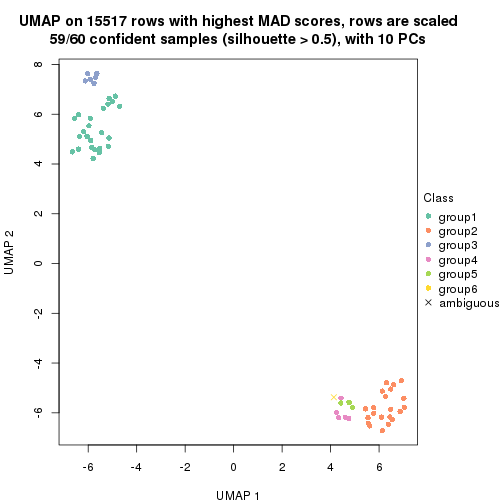 UMAP on 15517 rows with highest MAD scores, rows are scaled
59/60 confident samples (silhouette > 0.5), with 10 PCs
8
6
4
2
0
-2
-4
-6
UMAP 2
-6
-4
-2
0
2
4
6
UMAP 1
Class
group1
group2
group3
group4
group5
group6
ambiguous